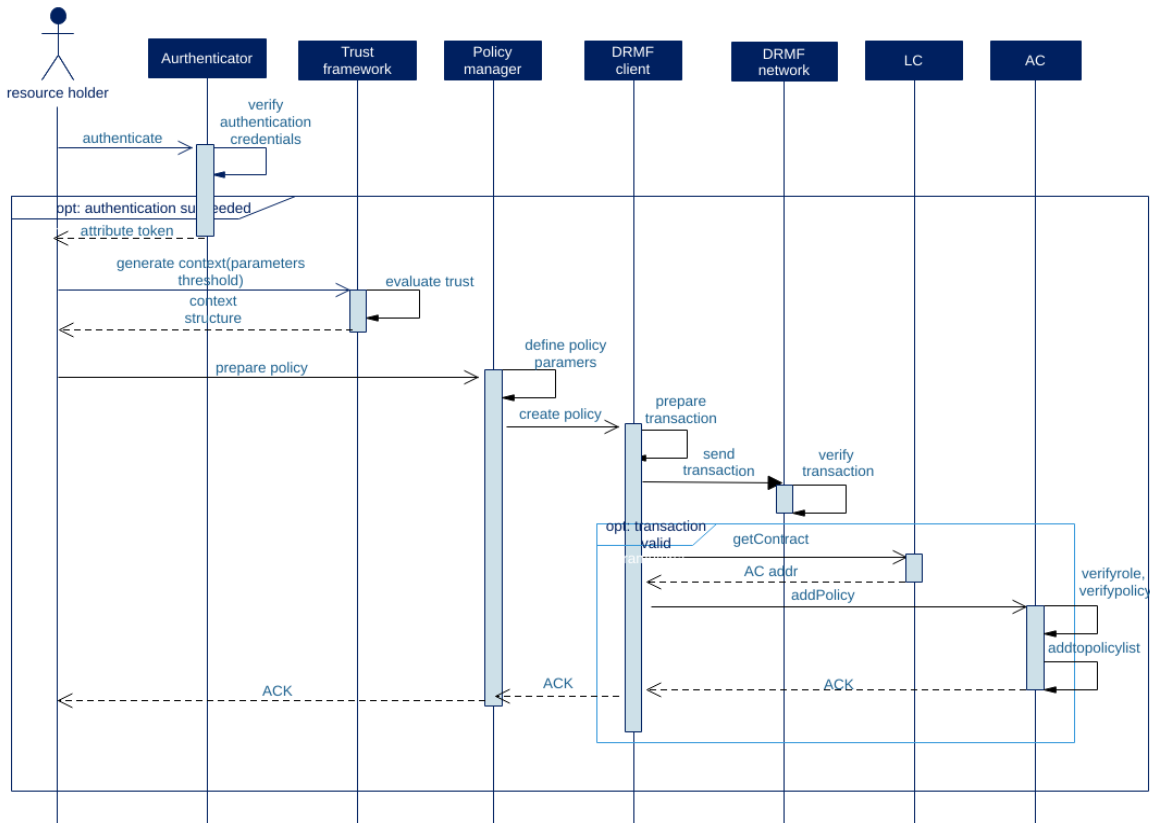 resource holder
Aurthenticator
Trust
framework
Policy
manager
DRMF
client
DRMF
network
LC
AC
authenticate
verify
authentication
credentials
opt: authentication su eeded
attribute token
generate context(parameters
threshold)
evaluate trust
context
structure
prepare policy
define policy
paramers
create policy
prepare
transaction
send
transaction
verify
transaction
opt: transaction
valid
getContract
AC addr
verifyrole,
verifypolicy
addPolicy
addtopolicylist
ACK
ACK
ACK